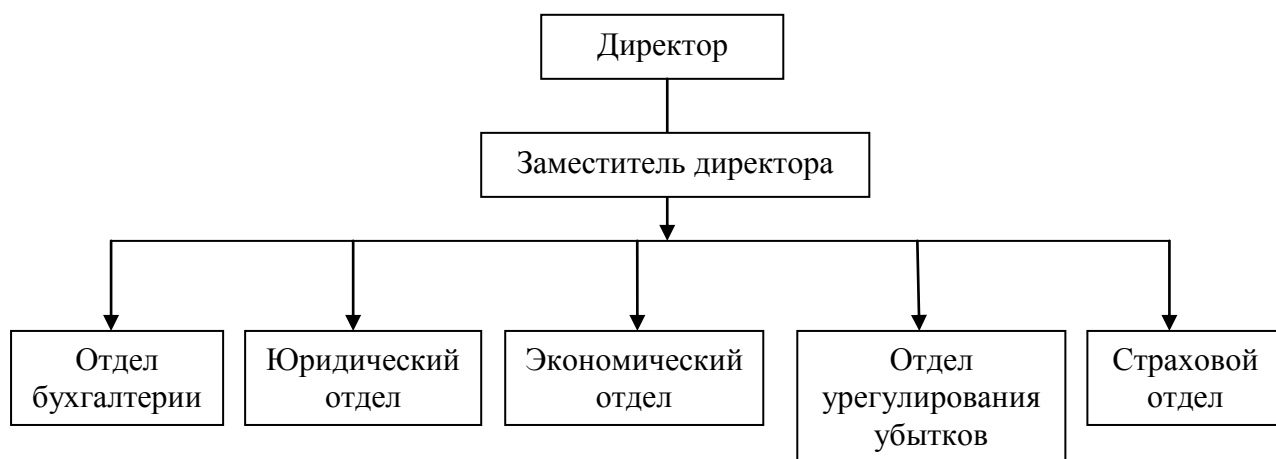 Директор
Заместитель директора
Отдел
бухгалтерии
Юридический
отдел
Экономический
отдел
Отдел
урегулирования
убытков
Страховой
отдел